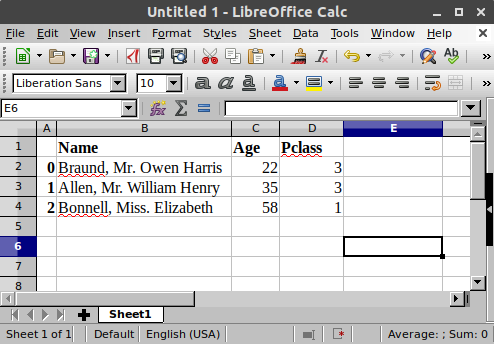 Untitled 1 - LibreOffice Calc
File Edit View Insert Format Styles Sheet Data Tools Window
Liberation Sans 10 a a a a
E6
A B C D E
1 Name Age Pclass
2 0 Braund, Mr. Owen Harris 22 3
3 1 Allen, Mr. William Henry 35 3
4 2 Bonnell, Miss. Elizabeth 58 1
5
6
7
8
Sheet1
Sheet 1 of 1 Default English (USA) Average: ; Sum: 0